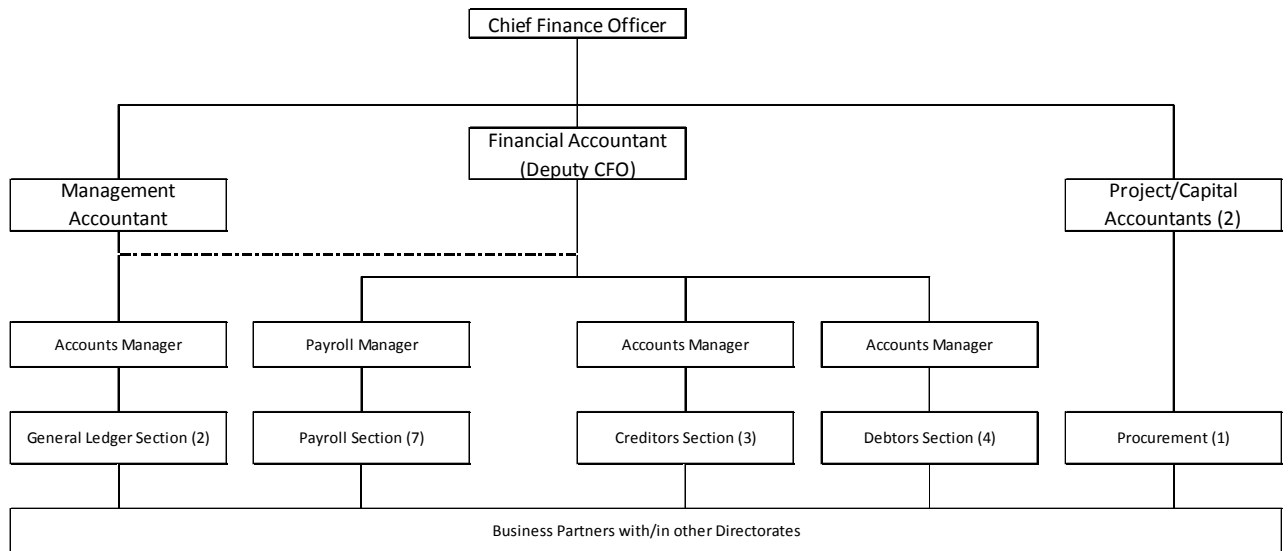 Chief Finance Officer
Financial Accountant
(Deputy CFO)
Management
Accountant
Project/Capital
Accountants (2)
Accounts Manager
Payroll Manager
Accounts Manager
Accounts Manager
General Ledger Section (2)
Payroll Section (7)
Creditors Section (3)
Debtors Section (4)
Procurement (1)
Business Partners with/in other Directorates